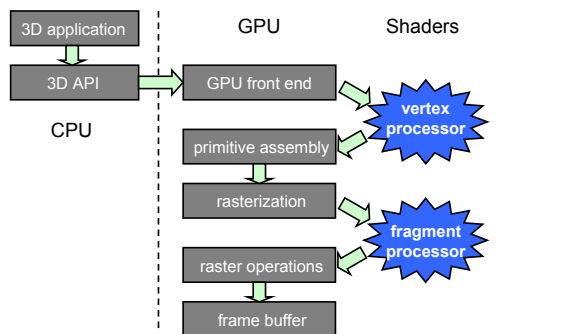 3D application
GPU
Shaders
3D API
GPU front end
CPU
vertex
processor
primitive assembly
rasterization
fragment
processor
raster operations
frame buffer